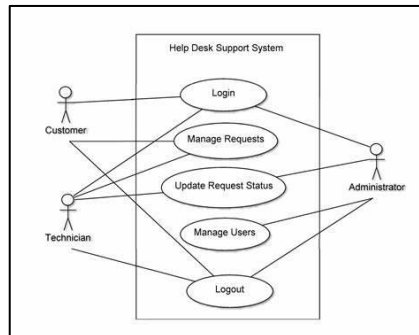 Help Desk Support System
Login
Customer
Manage Requests
Update Request Status
Administrator
Manage Users
Technician
Logout